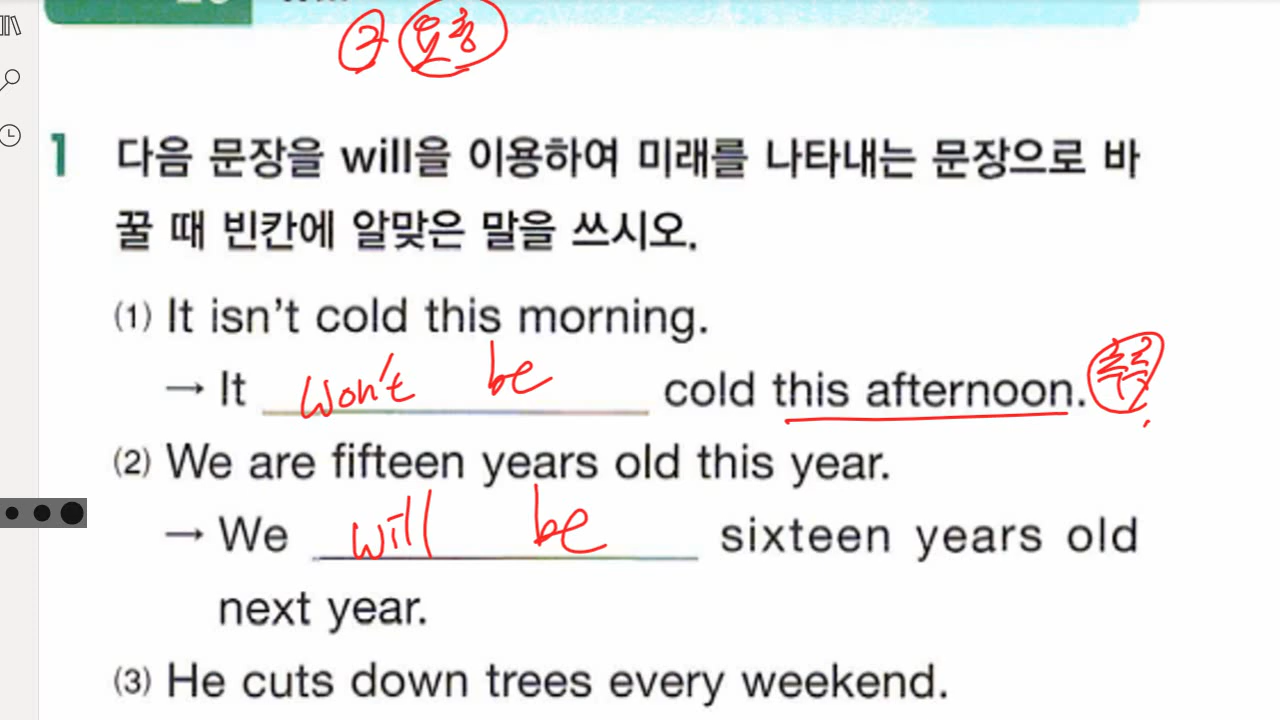 1 다음 문장을 will을 이용하여 미래를 나타내는 문장으로 바
꿀 때 빈칸에 알맞은 말을 쓰시오.
(1) It isn't cold this morning.
→ It won't be cold this afternoon.
(2) We are fifteen years old this year.
→ We will be sixteen years old
next year.
(3) He cuts down trees every weekend.